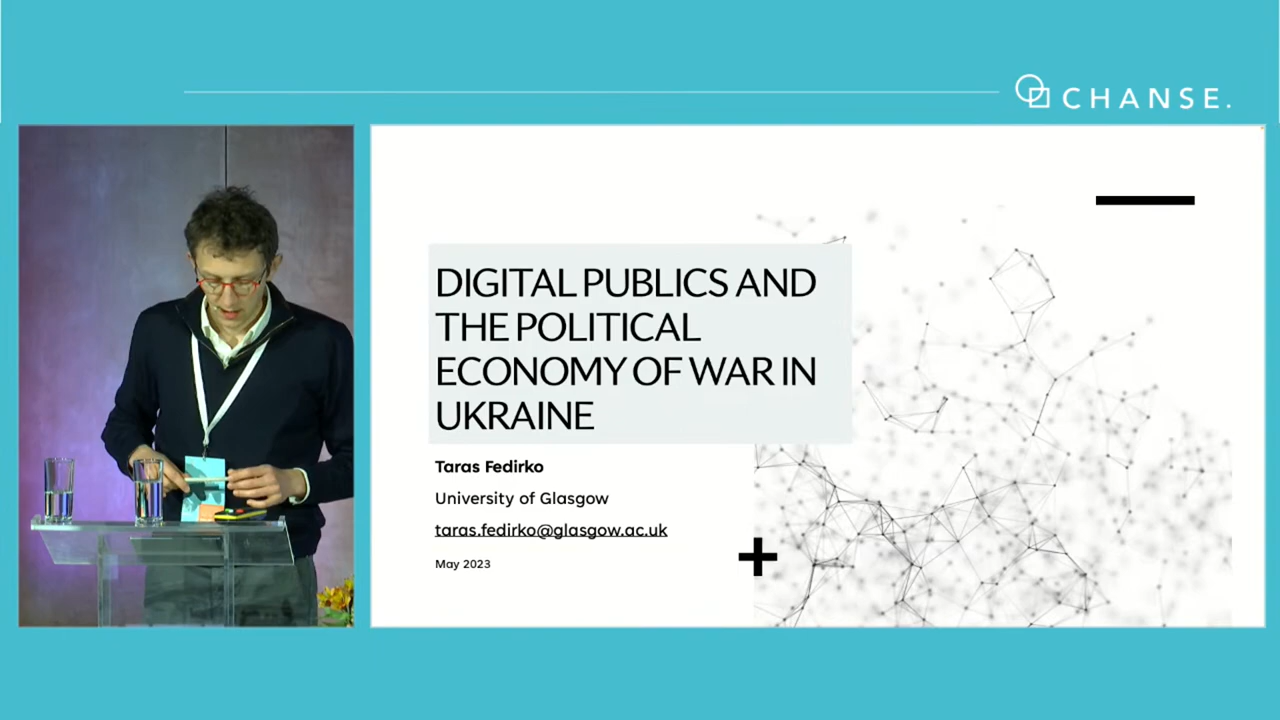 CHANSE.
DIGITAL PUBLICS AND
THE POLITICAL
ECONOMY OF WAR IN
UKRAINE
Taras Fedirko
University of Glasgow
taras.fedirko@glasgow.ac.uk
May 2023